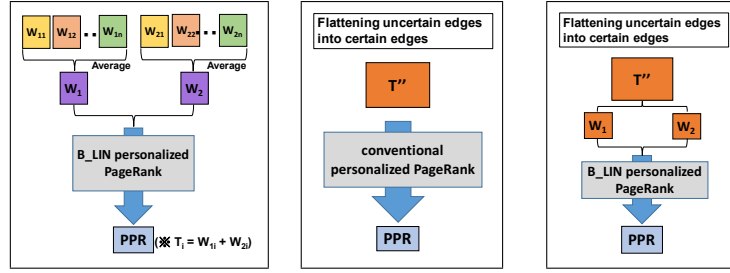 W11 W12 .. W1n W21 W22 ... W2n
Average Average
W1 W2
B_LIN personalized
PageRank
PPR (※ Ti = W1i + W2i)
Flattening uncertain edges
into certain edges
T″
conventional
personalized PageRank
PPR
Flattening uncertain edges
into certain edges
T″
W1 W2
B_LIN personalized
PageRank
PPR